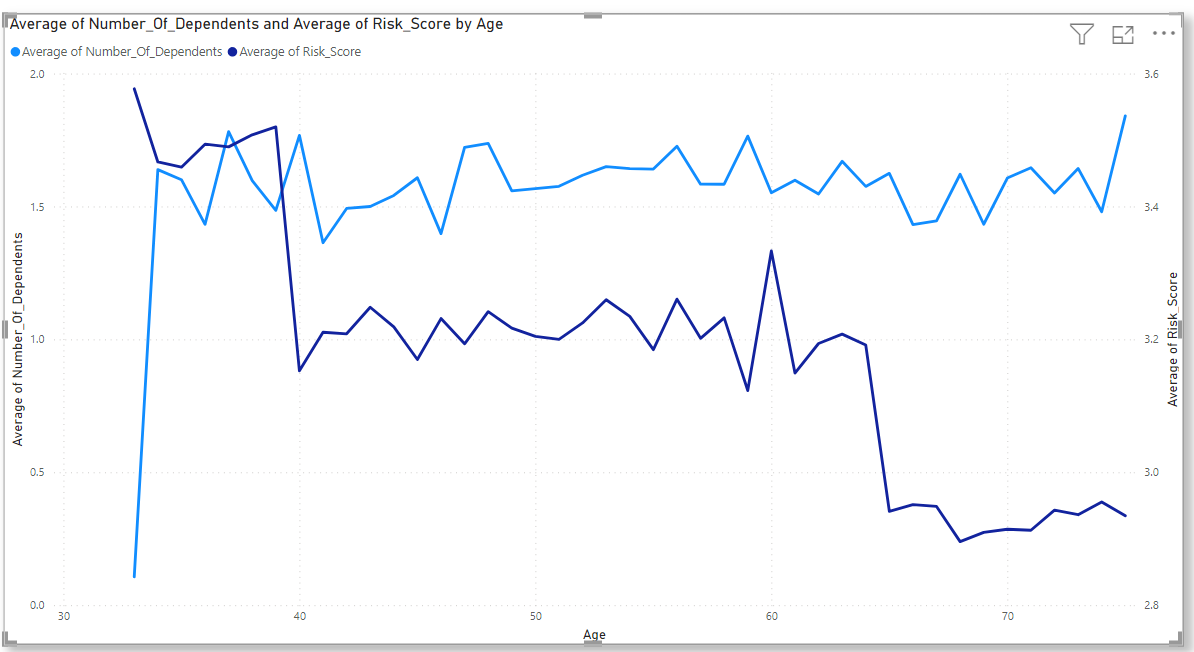 Average of Number_Of_Dependents and Average of Risk_Score by Age
Average of Number_Of_Dependents Average of Risk_Score
2.0
1.5
1.0
0.5
0.0
Average of Number_Of_Dependents
3.6
3.4
3.2
3.0
2.8
Average of Risk_Score
30 40 50 60 70
Age